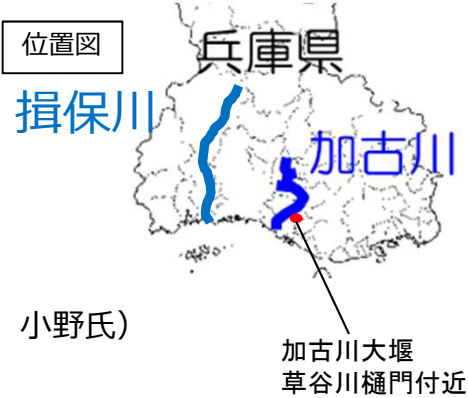 位置図
兵庫県
揖保川
加古川
小野氏）
加古川大堰
草谷川樋門付近